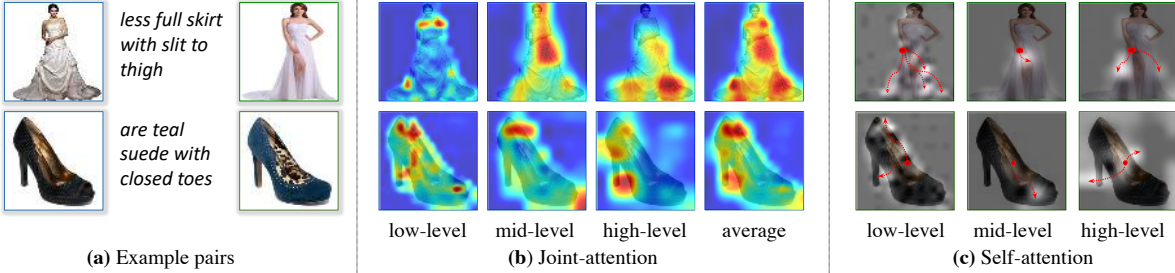 less full skirt
with slit to
thigh
are teal
suede with
closed toes
(a) Example pairs
low-level mid-level high-level average
(b) Joint-attention
low-level mid-level high-level
(c) Self-attention